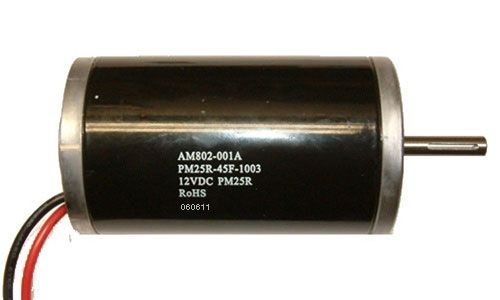 AM802-001A
PM25R-45F-1003
12VDC PM25R
RoHS
060611